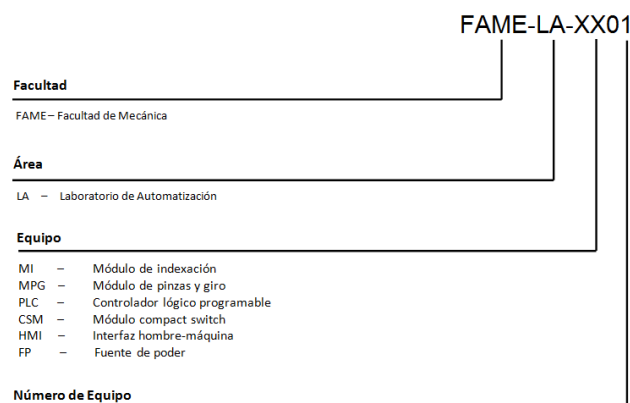 FAME-LA-XX01
Facultad
FAME – Facultad de Mecánica
Área
LA – Laboratorio de Automatización
Equipo
MI – Módulo de indexación
MPG – Módulo de pinzas y giro
PLC – Controlador lógico programable
CSM – Módulo compact switch
HMI – Interfaz hombre-máquina
FP – Fuente de poder
Número de Equipo